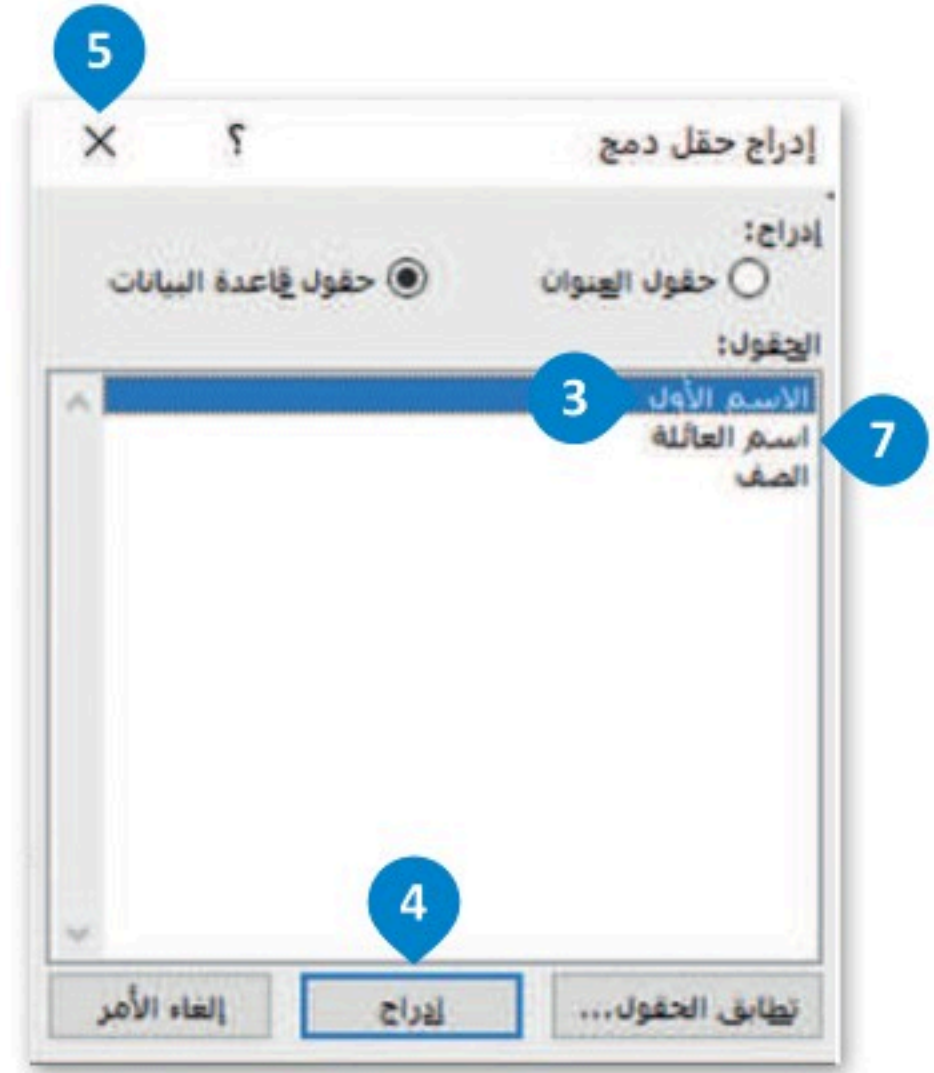 5
إدراج حقل دمج ؟ ×
إدراج:
حقول العنوان حقول قاعدة البيانات
الحقول:
الاسم الأول 3
اسم العائلة 7
الصف
4
تطابق الحقول... إدراج إلغاء الأمر